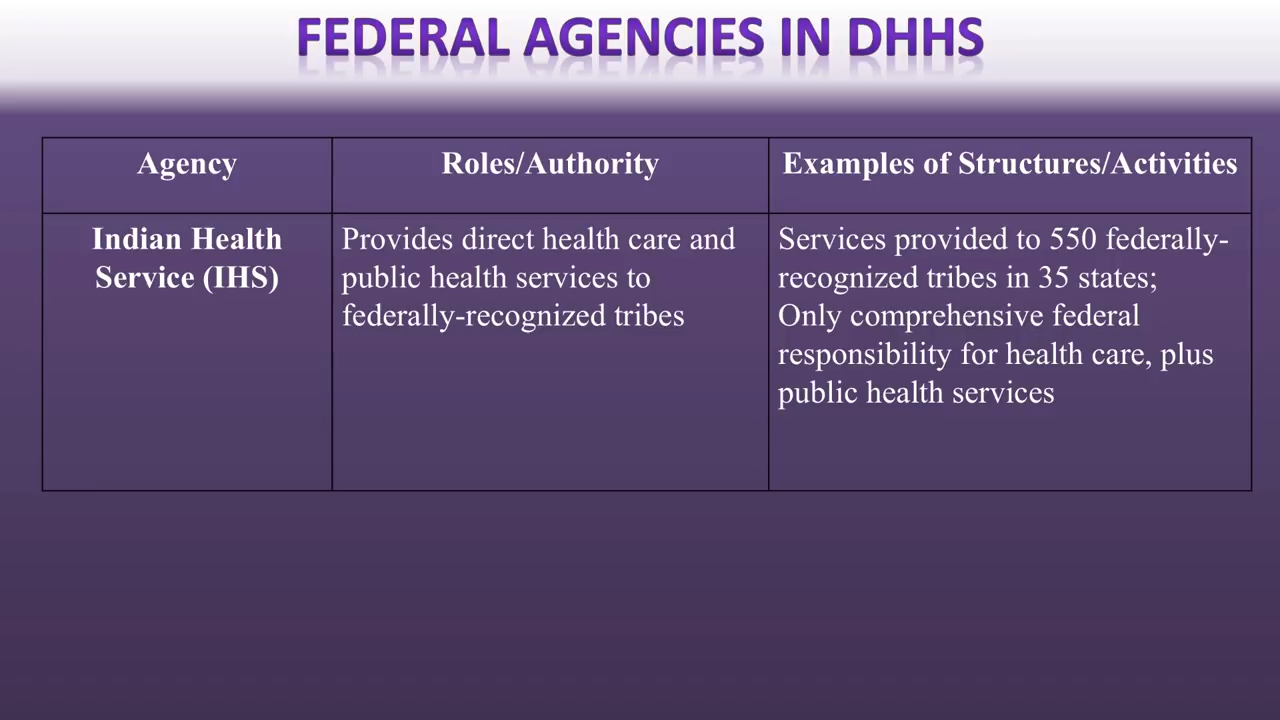 FEDERAL AGENCIES IN DHHS
Agency
Roles/Authority
Examples of Structures/Activities
Indian Health
Service (IHS)
Provides direct health care and
public health services to
federally-recognized tribes
Services provided to 550 federally-
recognized tribes in 35 states;
Only comprehensive federal
responsibility for health care, plus
public health services